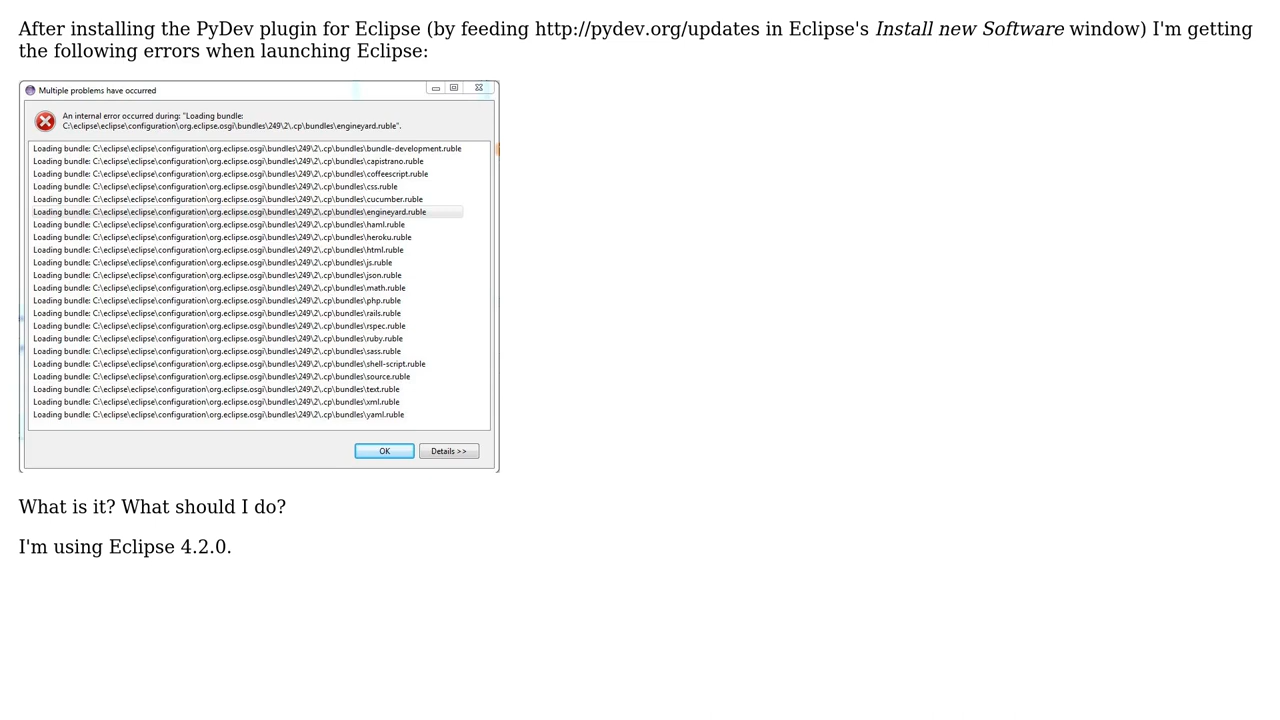 After installing the PyDev plugin for Eclipse (by feeding http://pydev.org/updates in Eclipse's Install new Software window) I'm getting
the following errors when launching Eclipse:
Multiple problems have occurred
An internal error occurred during: "Loading bundle:
C:\eclipse\eclipse\configuration\org.eclipse.osgi\bundles\249\2\.cp\bundles\engineyard.ruble".
Loading bundle: C:\eclipse\eclipse\configuration\org.eclipse.osgi\bundles\249\2\.cp\bundles\bundle-development.ruble
Loading bundle: C:\eclipse\eclipse\configuration\org.eclipse.osgi\bundles\249\2\.cp\bundles\capistrano.ruble
Loading bundle: C:\eclipse\eclipse\configuration\org.eclipse.osgi\bundles\249\2\.cp\bundles\coffeescript.ruble
Loading bundle: C:\eclipse\eclipse\configuration\org.eclipse.osgi\bundles\249\2\.cp\bundles\css.ruble
Loading bundle: C:\eclipse\eclipse\configuration\org.eclipse.osgi\bundles\249\2\.cp\bundles\cucumber.ruble
Loading bundle: C:\eclipse\eclipse\configuration\org.eclipse.osgi\bundles\249\2\.cp\bundles\engineyard.ruble
Loading bundle: C:\eclipse\eclipse\configuration\org.eclipse.osgi\bundles\249\2\.cp\bundles\haml.ruble
Loading bundle: C:\eclipse\eclipse\configuration\org.eclipse.osgi\bundles\249\2\.cp\bundles\heroku.ruble
Loading bundle: C:\eclipse\eclipse\configuration\org.eclipse.osgi\bundles\249\2\.cp\bundles\html.ruble
Loading bundle: C:\eclipse\eclipse\configuration\org.eclipse.osgi\bundles\249\2\.cp\bundles\js.ruble
Loading bundle: C:\eclipse\eclipse\configuration\org.eclipse.osgi\bundles\249\2\.cp\bundles\json.ruble
Loading bundle: C:\eclipse\eclipse\configuration\org.eclipse.osgi\bundles\249\2\.cp\bundles\math.ruble
Loading bundle: C:\eclipse\eclipse\configuration\org.eclipse.osgi\bundles\249\2\.cp\bundles\php.ruble
Loading bundle: C:\eclipse\eclipse\configuration\org.eclipse.osgi\bundles\249\2\.cp\bundles\rails.ruble
Loading bundle: C:\eclipse\eclipse\configuration\org.eclipse.osgi\bundles\249\2\.cp\bundles\rspec.ruble
Loading bundle: C:\eclipse\eclipse\configuration\org.eclipse.osgi\bundles\249\2\.cp\bundles\ruby.ruble
Loading bundle: C:\eclipse\eclipse\configuration\org.eclipse.osgi\bundles\249\2\.cp\bundles\sass.ruble
Loading bundle: C:\eclipse\eclipse\configuration\org.eclipse.osgi\bundles\249\2\.cp\bundles\shell-script.ruble
Loading bundle: C:\eclipse\eclipse\configuration\org.eclipse.osgi\bundles\249\2\.cp\bundles\source.ruble
Loading bundle: C:\eclipse\eclipse\configuration\org.eclipse.osgi\bundles\249\2\.cp\bundles\text.ruble
Loading bundle: C:\eclipse\eclipse\configuration\org.eclipse.osgi\bundles\249\2\.cp\bundles\xml.ruble
Loading bundle: C:\eclipse\eclipse\configuration\org.eclipse.osgi\bundles\249\2\.cp\bundles\yaml.ruble
OK Details >>
What is it? What should I do?
I'm using Eclipse 4.2.0.